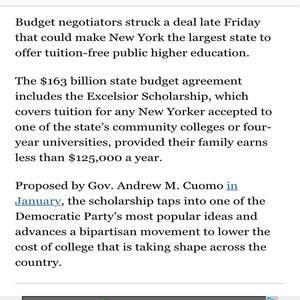 Budget negotiators struck a deal late Friday
that could make New York the largest state to
offer tuition-free public higher education.
The $163 billion state budget agreement
includes the Excelsior Scholarship, which
covers tuition for any New Yorker accepted to
one of the state's community colleges or four-
year universities, provided their family earns
less than $125,000 a year.
Proposed by Gov. Andrew M. Cuomo in
January, the scholarship taps into one of the
Democratic Party's most popular ideas and
advances a bipartisan movement to lower the
cost of college that is taking shape across the
country.